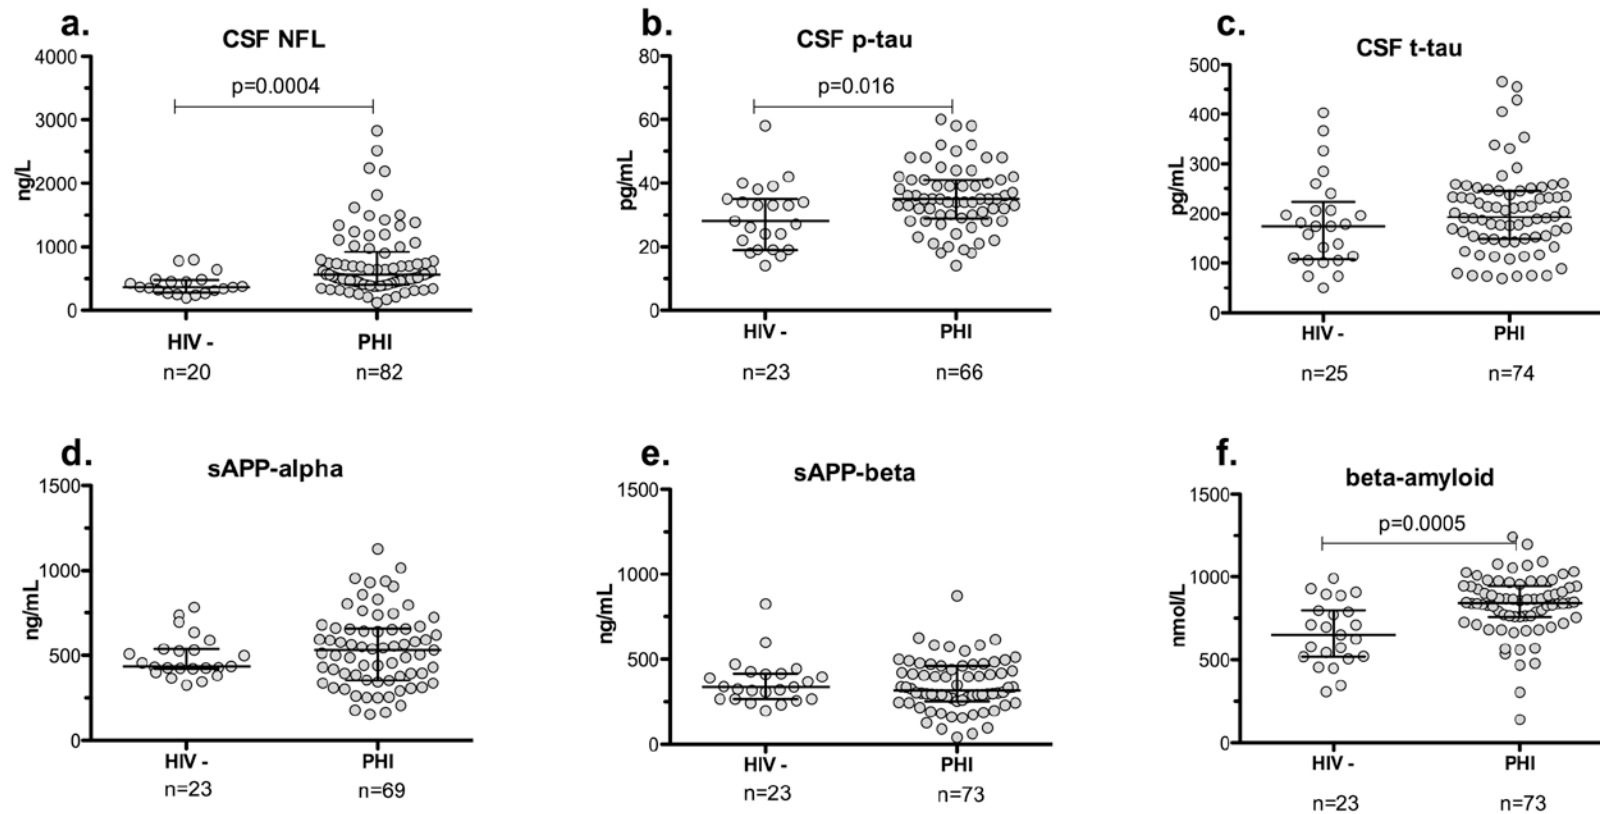 a.
CSF NFL
p=0.0004
4000
3000
2000
1000
0
ng/L
HIV -
PHI
n=20
n=82
b.
CSF p-tau
p=0.016
80
60
40
20
0
pg/mL
HIV -
PHI
n=23
n=66
c.
CSF t-tau
500
400
300
200
100
0
pg/mL
HIV -
PHI
n=25
n=74
d.
sAPP-alpha
1500
1000
500
0
ng/mL
HIV -
PHI
n=23
n=69
e.
sAPP-beta
1500
1000
500
0
ng/mL
HIV -
PHI
n=23
n=73
f.
beta-amyloid
p=0.0005
1500
1000
500
0
nmol/L
HIV -
PHI
n=23
n=73